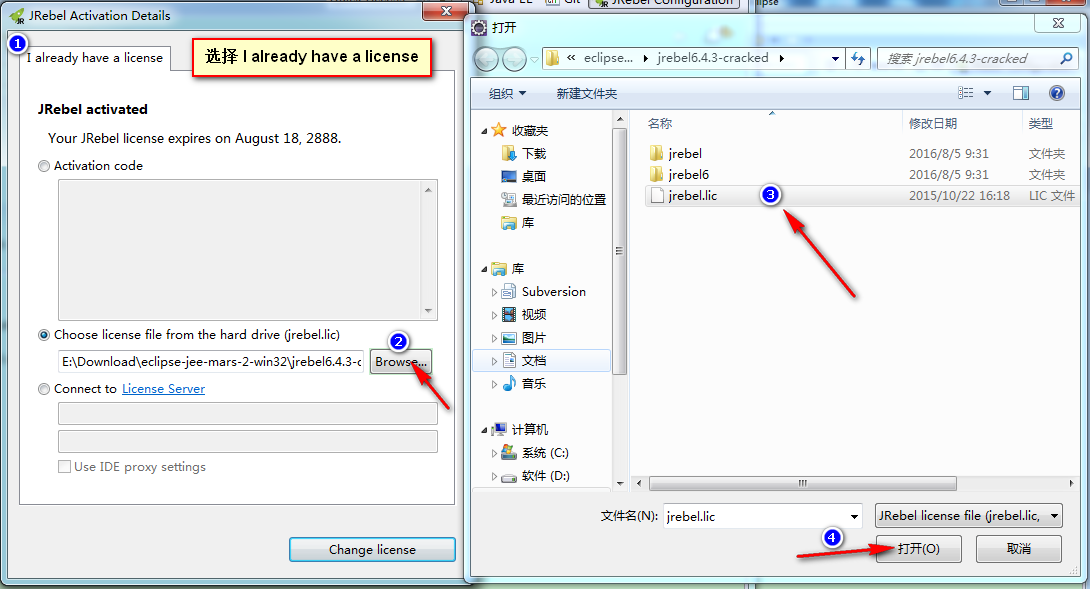 Java EE
Git
JRebel Configuration
clipse
JRebel Activation Details
1
I already have a license
选择 I already have a license
JRebel activated
Your JRebel license expires on August 18, 2888.
Activation code
Choose license file from the hard drive (jrebel.lic)
2
E:\Download\eclipse-jee-mars-2-win32\jrebel6.4.3-c
Browse...
Connect to License Server
Use IDE proxy settings
Change license
打开
« eclipse... jrebel6.4.3-cracked
搜索 jrebel6.4.3-cracked
组织
新建文件夹
收藏夹
下载
桌面
最近访问的位置
库
库
Subversion
视频
图片
文档
音乐
计算机
系统 (C:)
软件 (D:)
名称 修改日期 类型
jrebel 2016/8/5 9:31 文件夹
jrebel6 2016/8/5 9:31 文件夹
jrebel.lic 3 2015/10/22 16:18 LIC 文件
文件名(N): jrebel.lic
JRebel license file (jrebel.lic,
4
打开(O)
取消